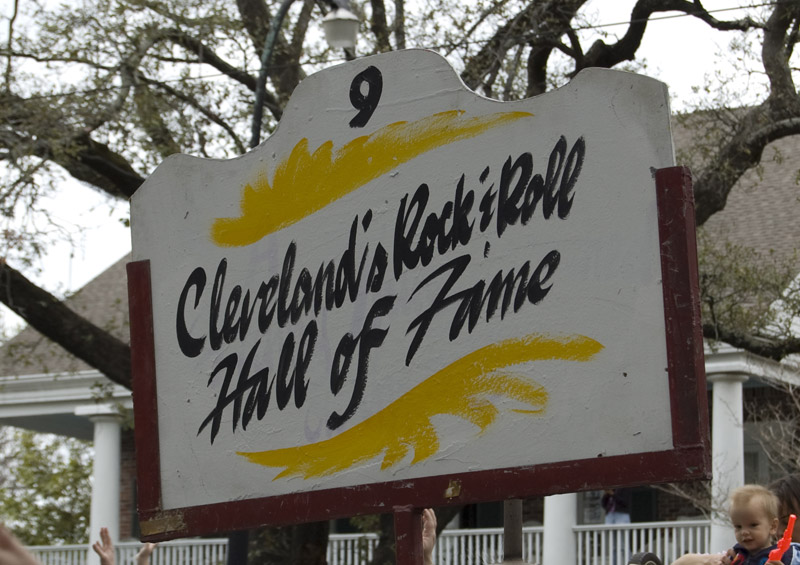 9
Cleveland's Rock & Roll
Hall of Fame